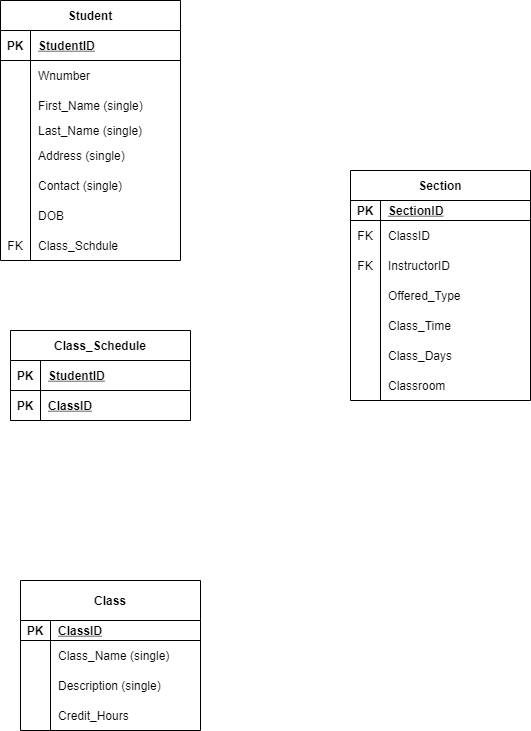 Student
PK StudentID
Wnumber
First_Name (single)
Last_Name (single)
Address (single)
Contact (single)
DOB
FK Class_Schdule
Section
PK SectionID
FK ClassID
FK InstructorID
Offered_Type
Class_Time
Class_Days
Classroom
Class_Schedule
PK StudentID
PK ClassID
Class
PK ClassID
Class_Name (single)
Description (single)
Credit_Hours